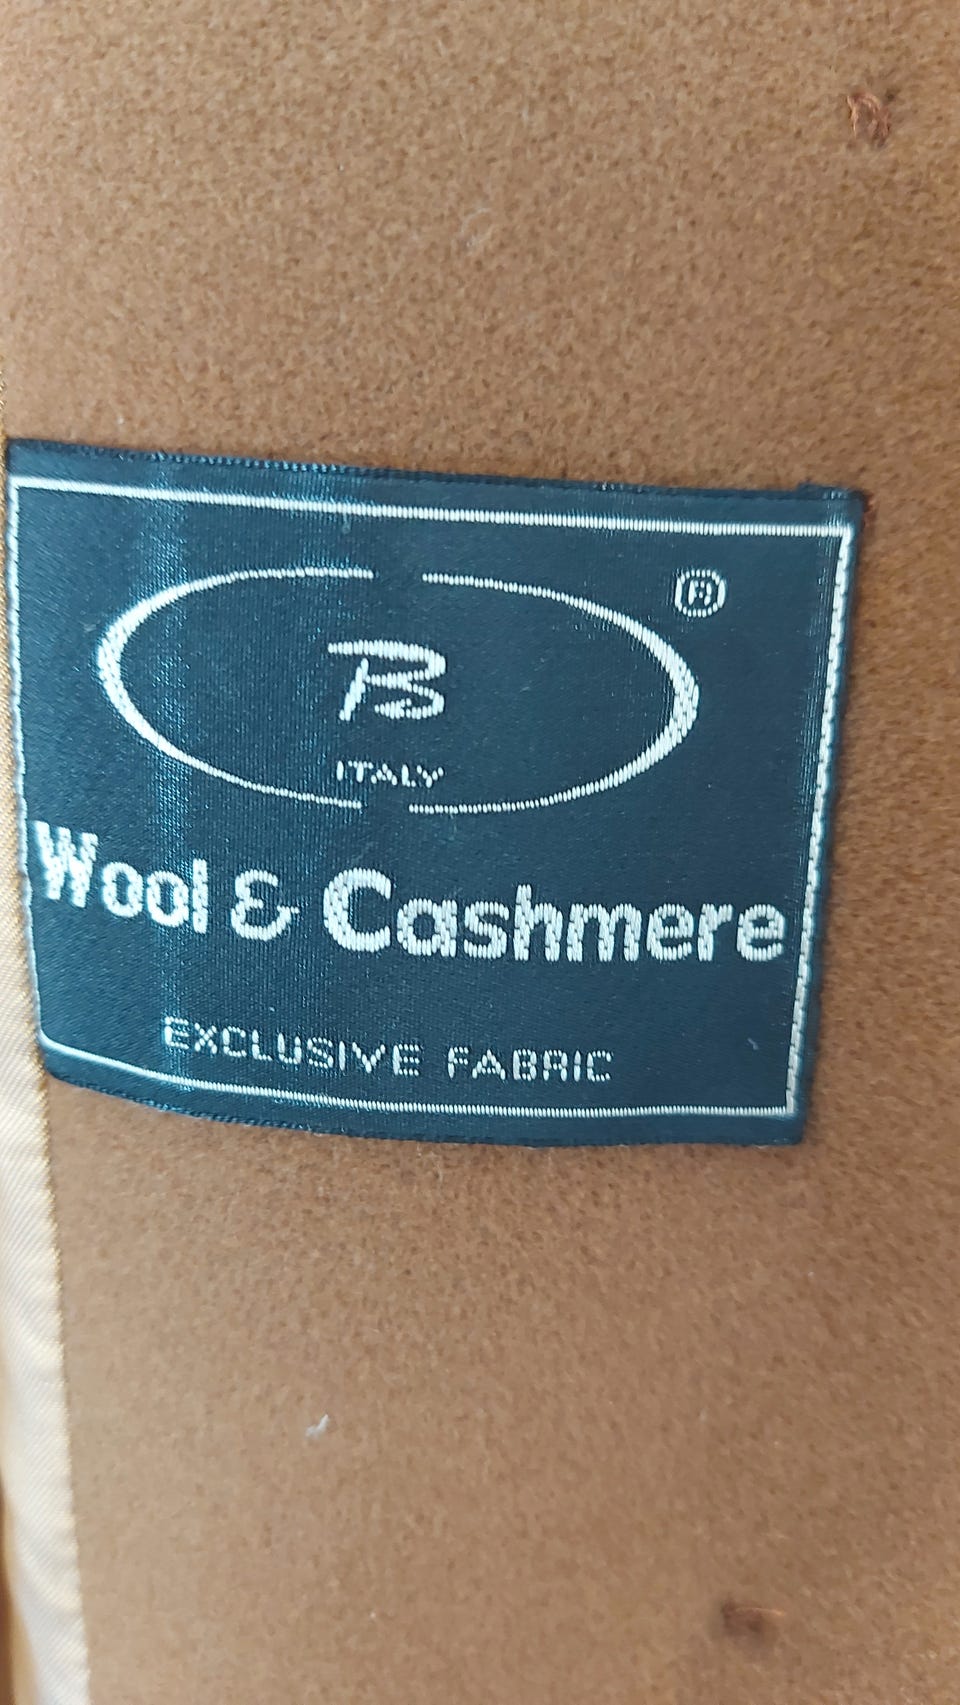 ®
B
ITALY
Wool & Cashmere
EXCLUSIVE FABRIC